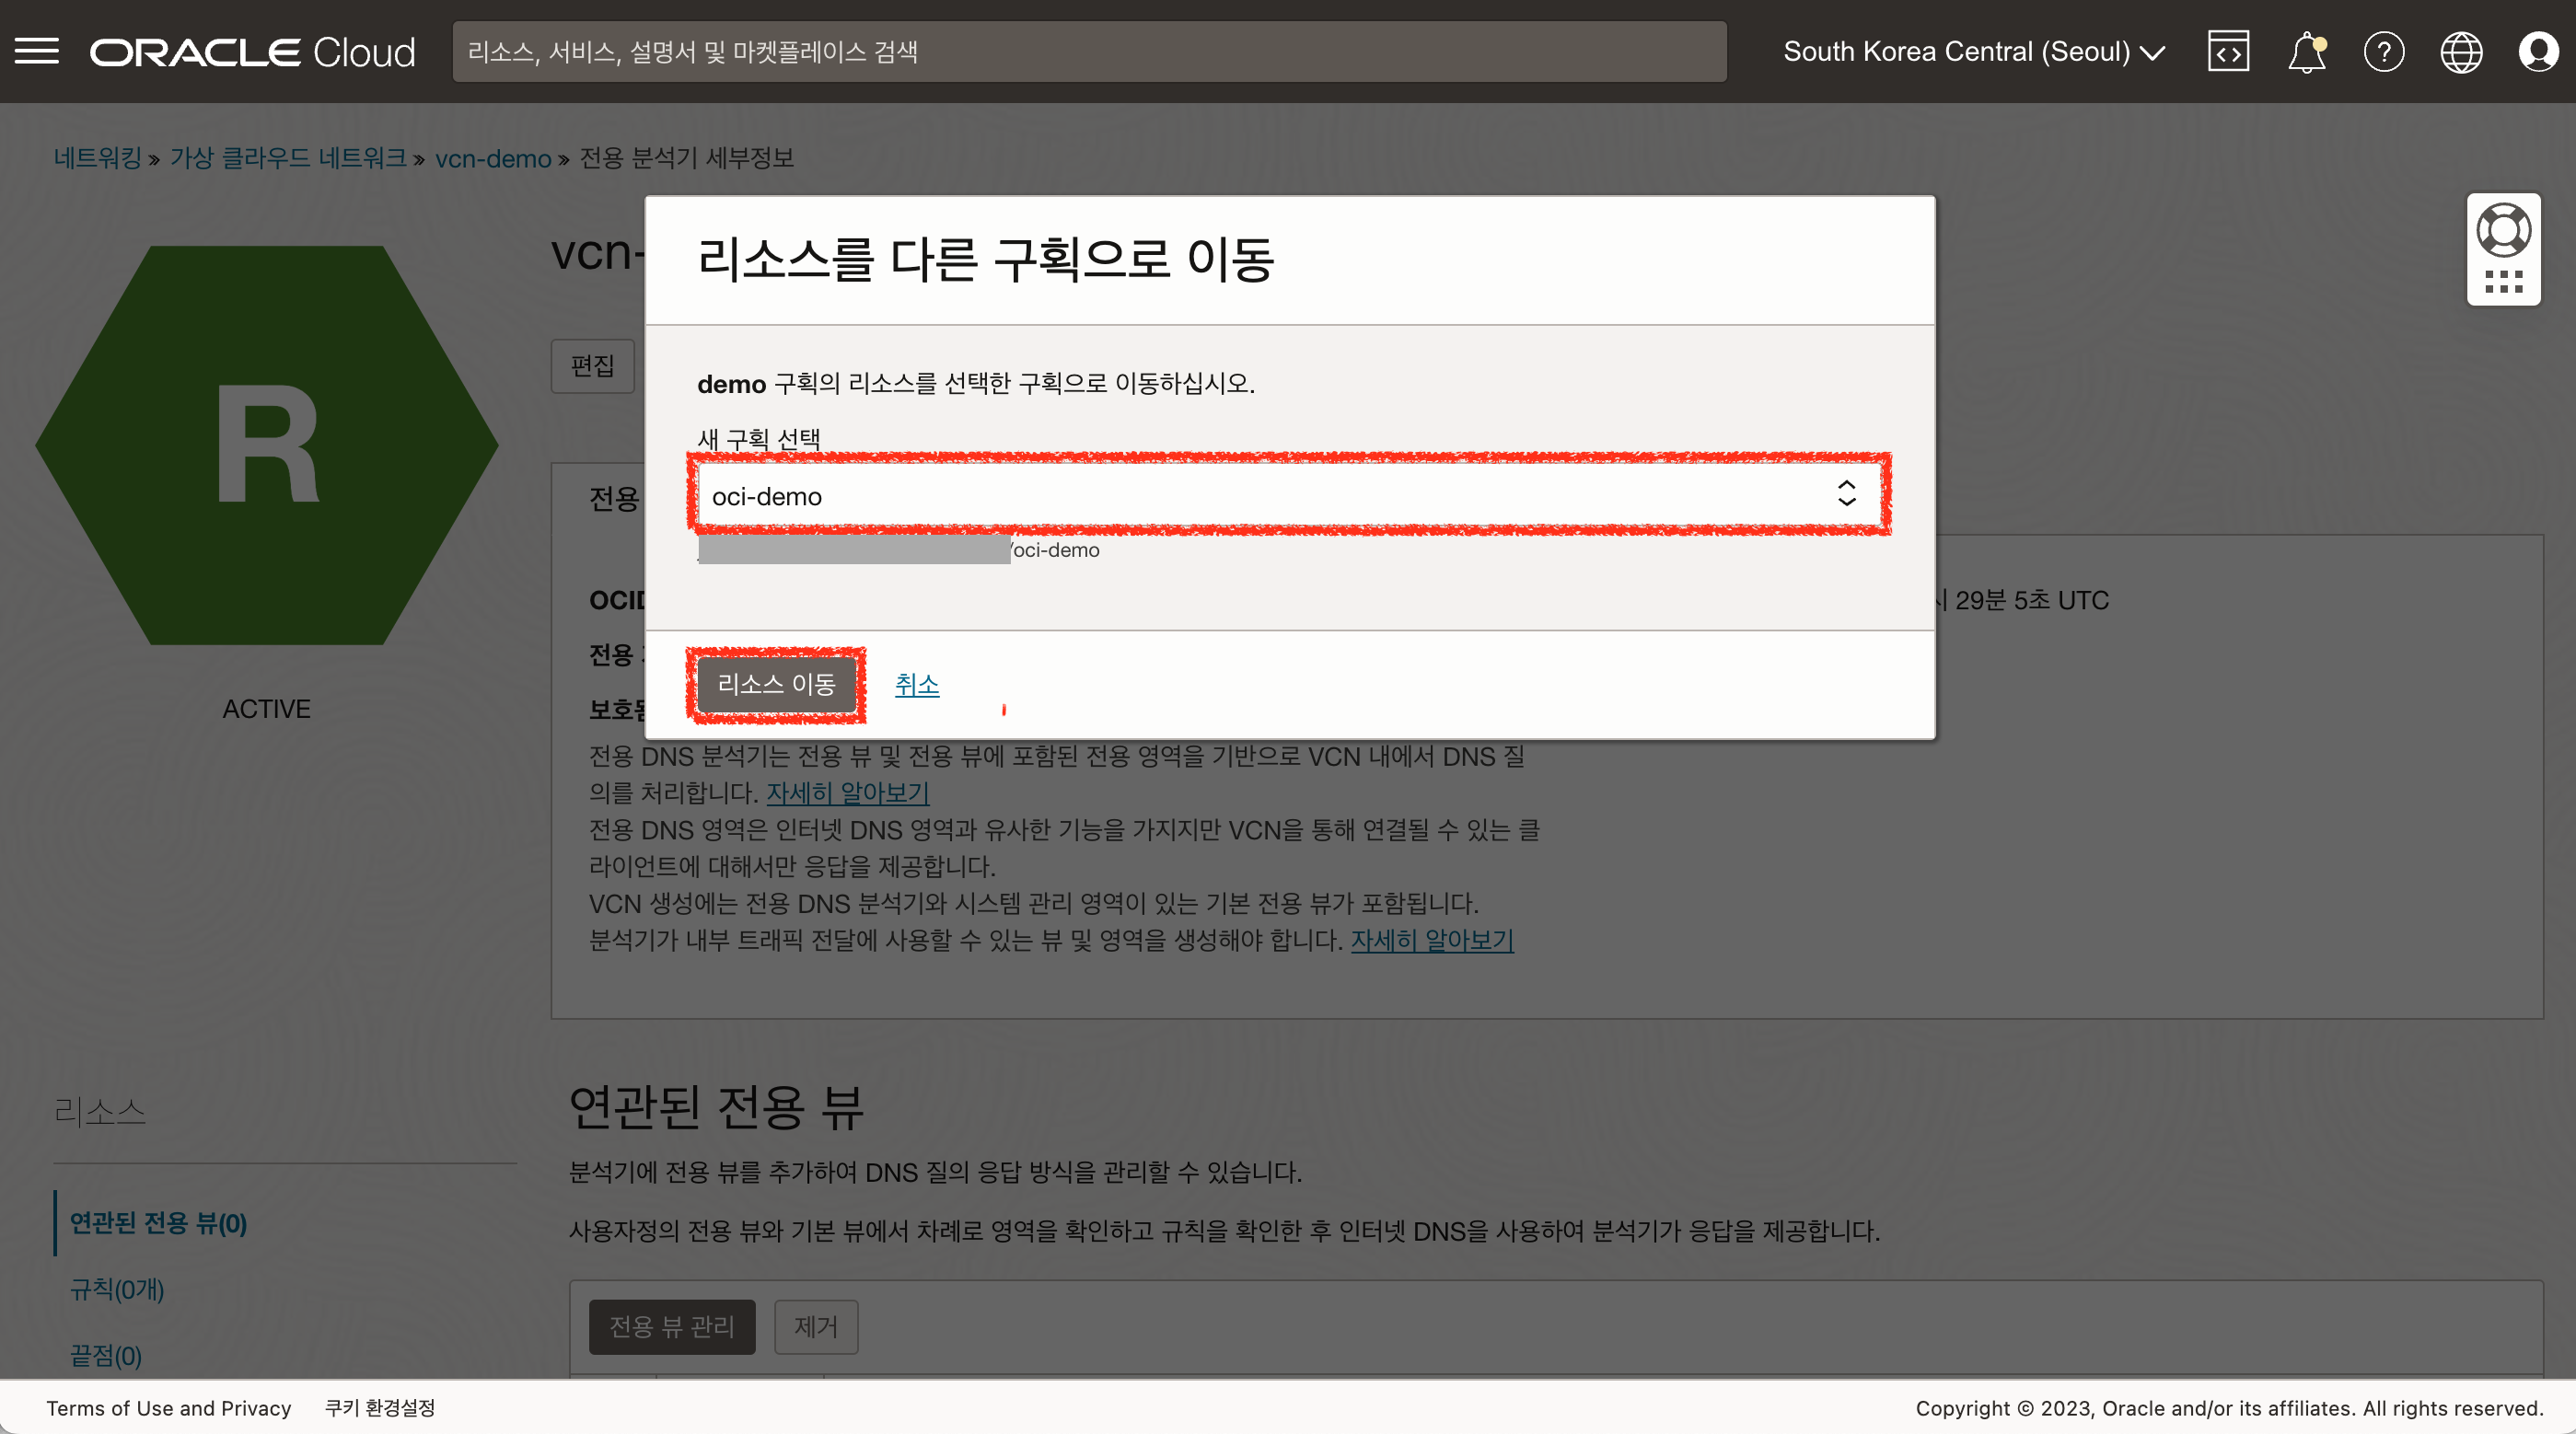 ORACLE Cloud
리소스, 서비스, 설명서 및 마켓플레이스 검색
South Korea Central (Seoul)
네트워킹 » 가상 클라우드 네트워크 » vcn-demo » 전용 분석기 세부정보
R
ACTIVE
vcn-
편집
리소스를 다른 구획으로 이동
demo 구획의 리소스를 선택한 구획으로 이동하십시오.
새 구획 선택
oci-demo
/oci-demo
리소스 이동 취소
전용
OCID
29분 5초 UTC
전용
전용 DNS 분석기는 전용 뷰 및 전용 뷰에 포함된 전용 영역을 기반으로 VCN 내에서 DNS 질
의를 처리합니다. 자세히 알아보기
전용 DNS 영역은 인터넷 DNS 영역과 유사한 기능을 가지지만 VCN을 통해 연결될 수 있는 클
라이언트에 대해서만 응답을 제공합니다.
VCN 생성에는 전용 DNS 분석기와 시스템 관리 영역이 있는 기본 전용 뷰가 포함됩니다.
분석기가 내부 트래픽 전달에 사용할 수 있는 뷰 및 영역을 생성해야 합니다. 자세히 알아보기
리소스
연관된 전용 뷰(0)
규칙(0개)
끝점(0)
연관된 전용 뷰
분석기에 전용 뷰를 추가하여 DNS 질의 응답 방식을 관리할 수 있습니다.
사용자정의 전용 뷰와 기본 뷰에서 차례로 영역을 확인하고 규칙을 확인한 후 인터넷 DNS을 사용하여 분석기가 응답을 제공합니다.
전용 뷰 관리 제거
Terms of Use and Privacy 쿠키 환경설정
Copyright © 2023, Oracle and/or its affiliates. All rights reserved.